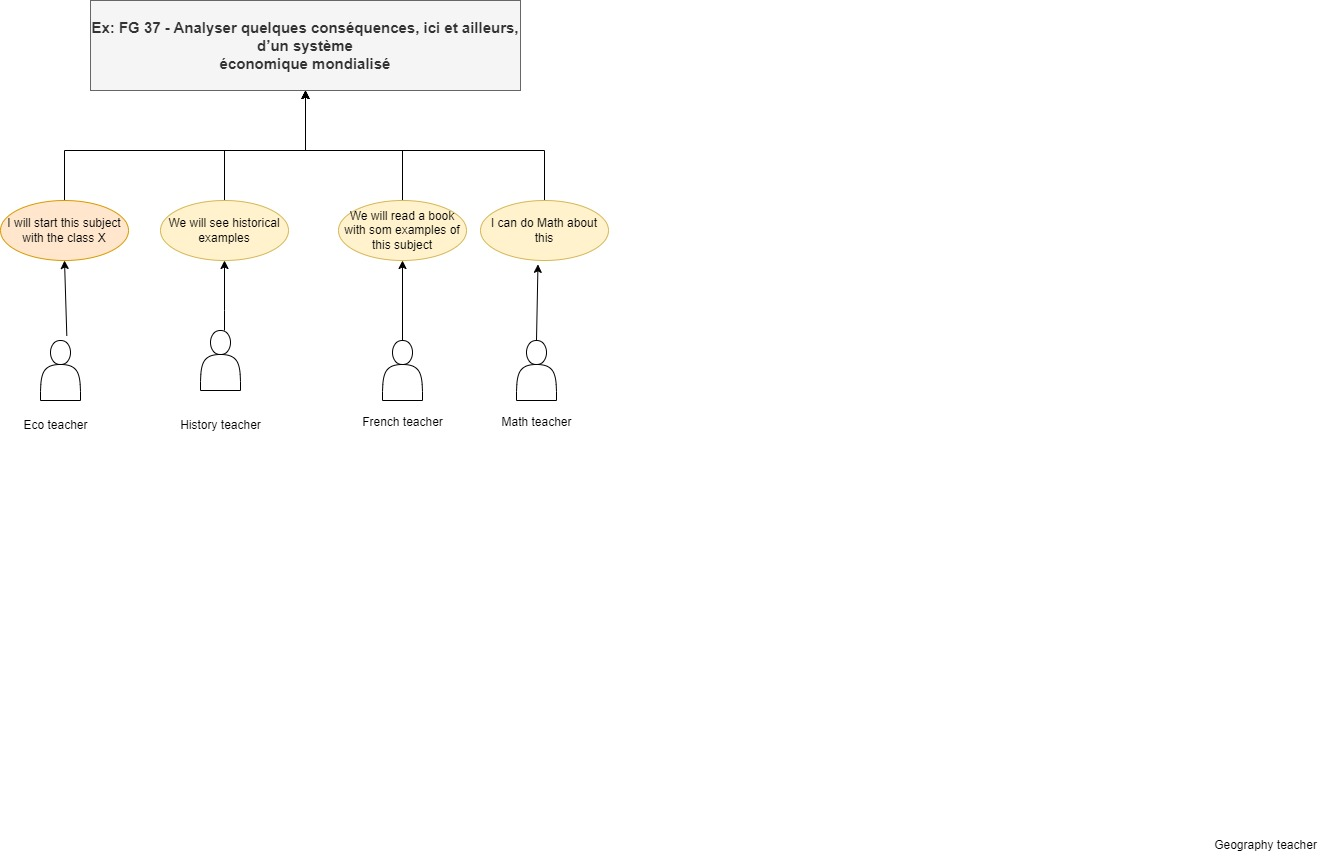 Ex: FG 37 - Analyser quelques conséquences, ici et ailleurs,
d'un système
économique mondialisé
I will start this subject
with the class X
We will see historical
examples
We will read a book
with som examples of
this subject
I can do Math about
this
Eco teacher
History teacher
French teacher
Math teacher
Geography teacher